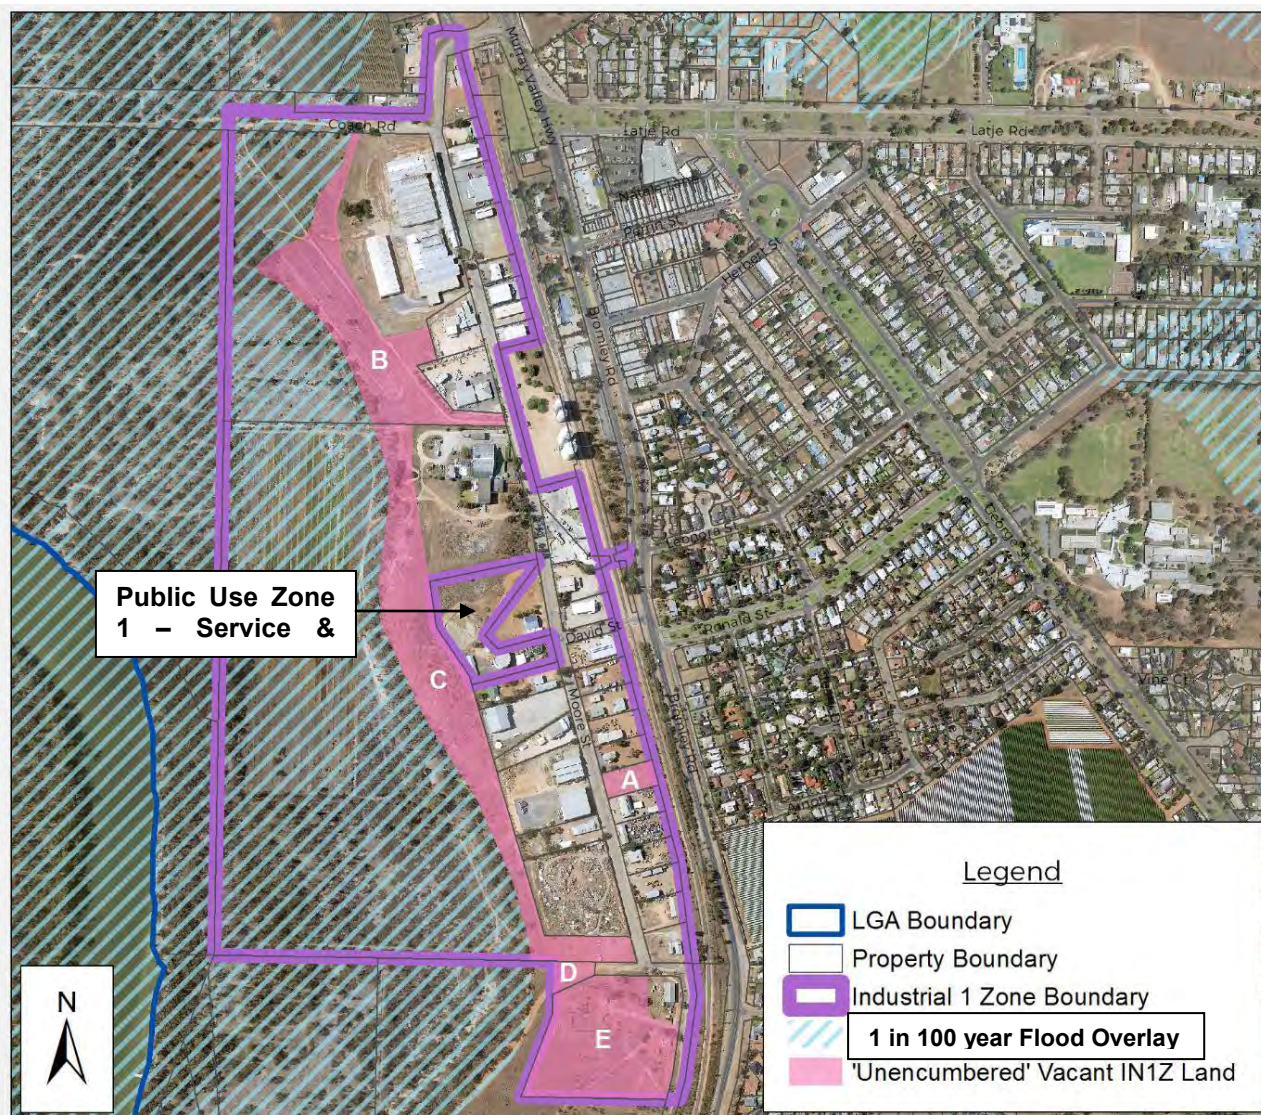 Murray Valley Hwy
Coach Rd
Latje Rd
Latje Rd
Herbert S
Bromley Rd
B
Public Use Zone
1 – Service &
David St
Ronald St
C
Moore St
Vine Ct
A
D
E
N
Legend
LGA Boundary
Property Boundary
Industrial 1 Zone Boundary
1 in 100 year Flood Overlay
'Unencumbered' Vacant IN1Z Land